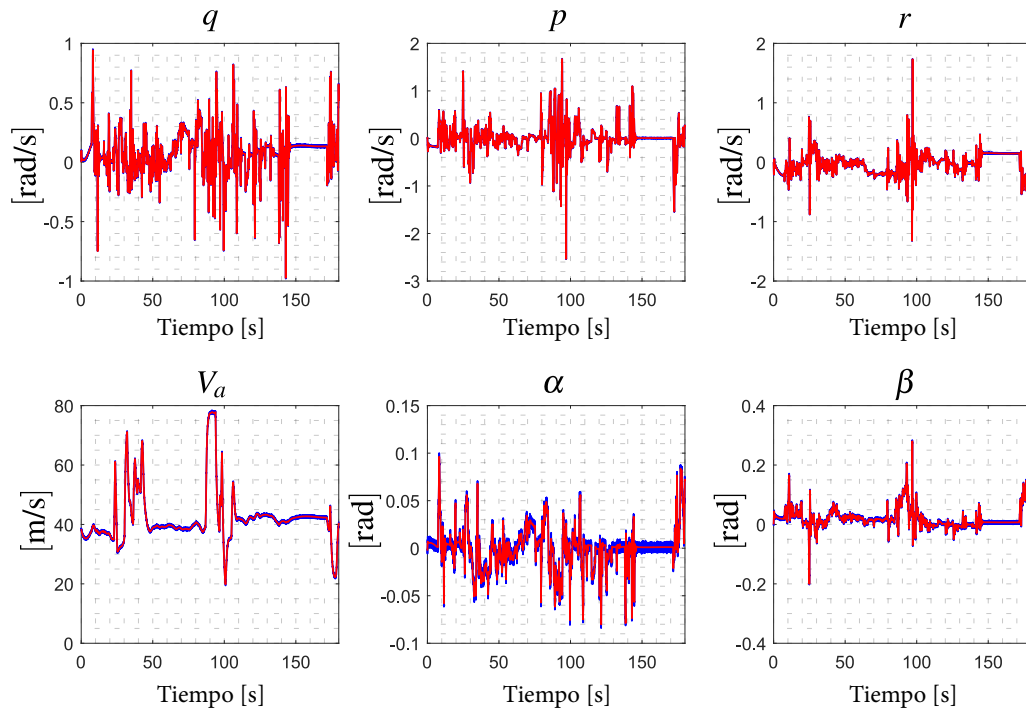 q
p
r
1
0.5
0
-0.5
-1
[rad/s]
0 50 100 150
Tiempo [s]
2
1
0
-1
-2
-3
[rad/s]
0 50 100 150
Tiempo [s]
2
1
0
-1
-2
[rad/s]
0 50 100 150
Tiempo [s]
Va
α
β
80
60
40
20
0
[m/s]
0 50 100 150
Tiempo [s]
0.15
0.1
0.05
0
-0.05
-0.1
[rad]
0 50 100 150
Tiempo [s]
0.4
0.2
0
-0.2
-0.4
[rad]
0 50 100 150
Tiempo [s]